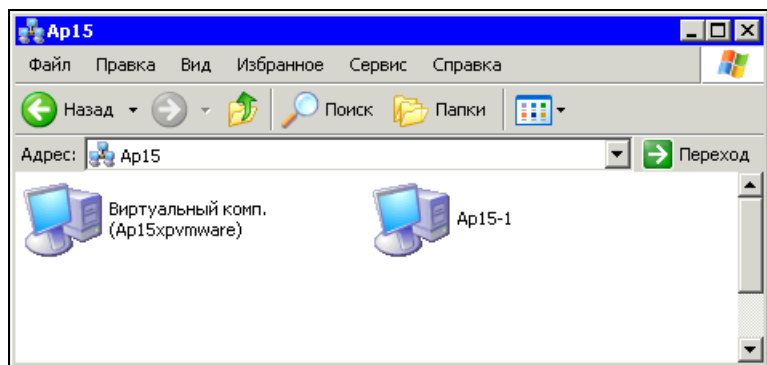 Ap15
Файл Правка Вид Избранное Сервис Справка
Назад Поиск Папки
Адрес: Ap15 Переход
Виртуальный комп.
(Ap15xpvmware)
Ap15-1